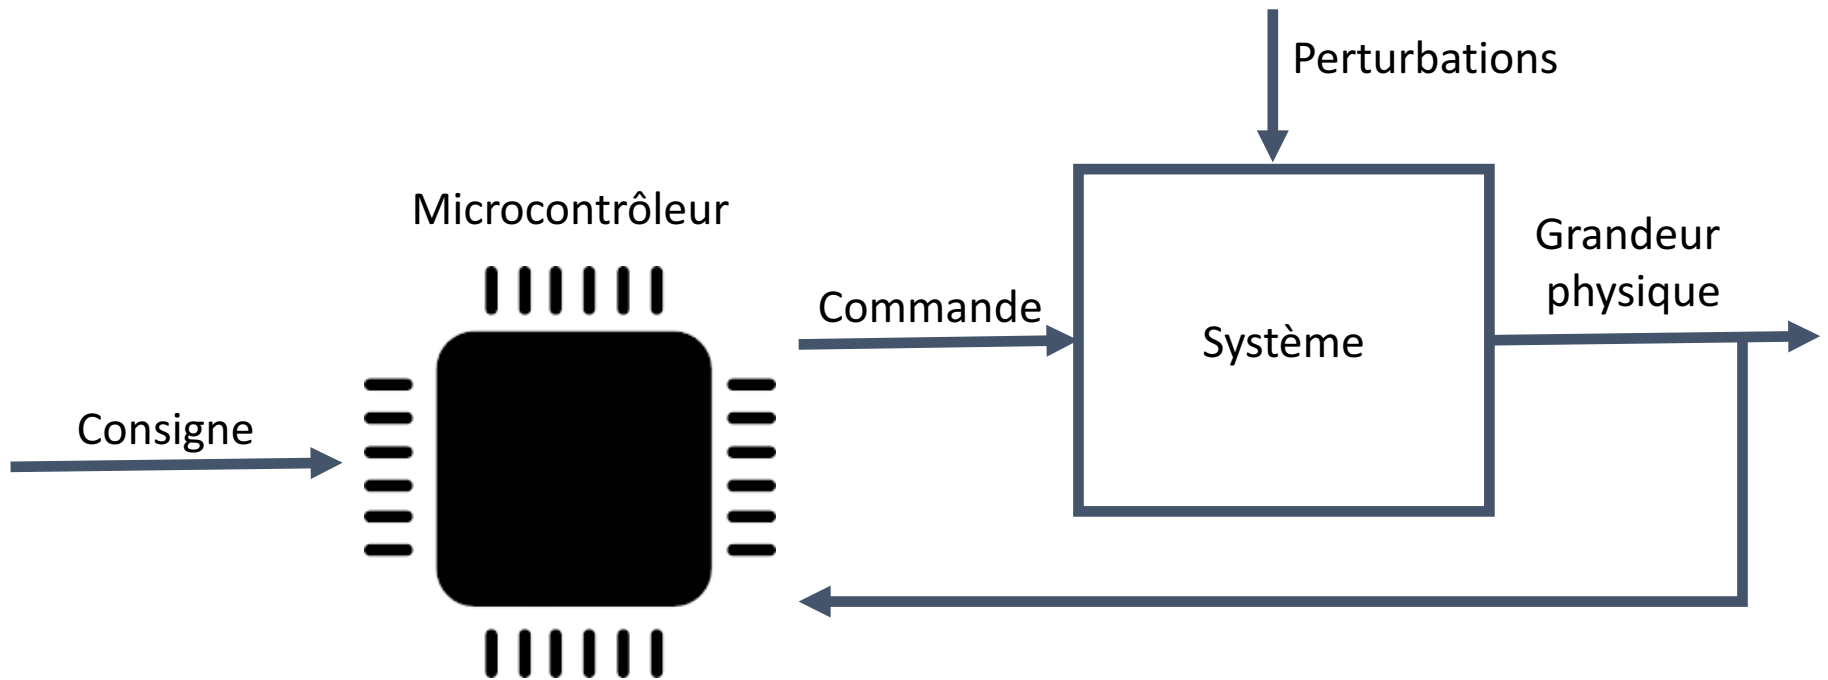 Perturbations
Microcontrôleur
Grandeur
physique
Commande
Système
Consigne